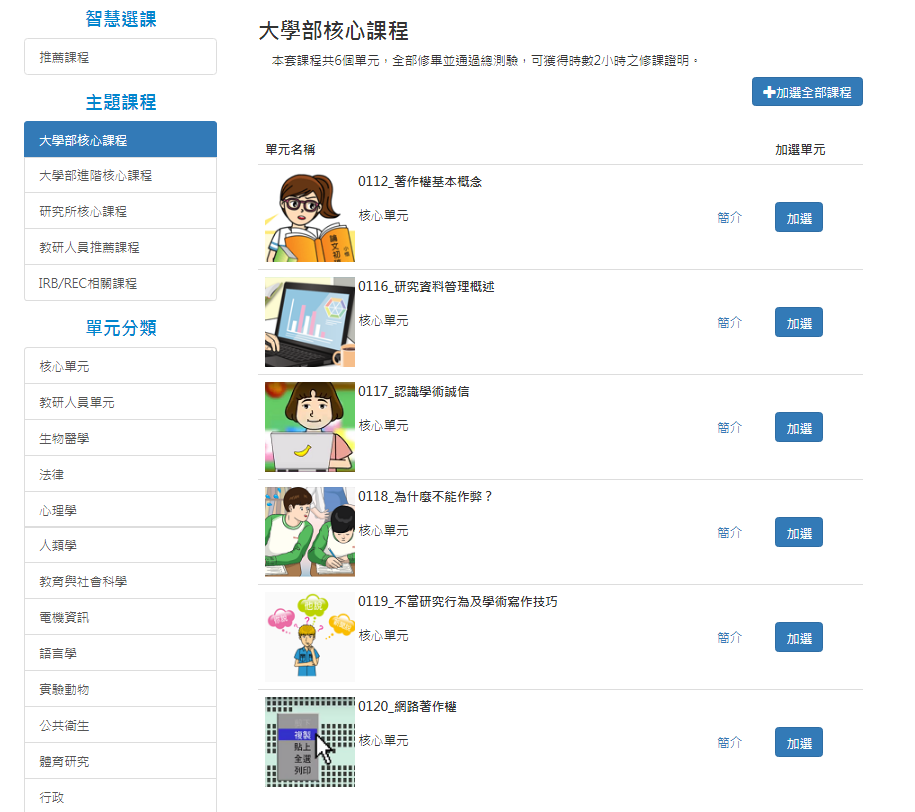 智慧選課
推薦課程
主題課程
大學部核心課程
大學部進階核心課程
研究所核心課程
教研人員推薦課程
IRB/REC相關課程
單元分類
核心單元
教研人員單元
生物醫學
法律
心理學
人類學
教育與社會科學
電機資訊
語言學
實驗動物
公共衛生
體育研究
行政
大學部核心課程
本套課程共6個單元，全部修畢並通過總測驗，可獲得時數2小時之修課證明。
加選全部課程
單元名稱 加選單元
0112_著作權基本概念
核心單元 簡介 加選
0116_研究資料管理概述
核心單元 簡介 加選
0117_認識學術誠信
核心單元 簡介 加選
0118_為什麼不能作弊？
核心單元 簡介 加選
0119_不當研究行為及學術寫作技巧
核心單元 簡介 加選
0120_網路著作權
核心單元 簡介 加選
複製
貼上
全選
列印